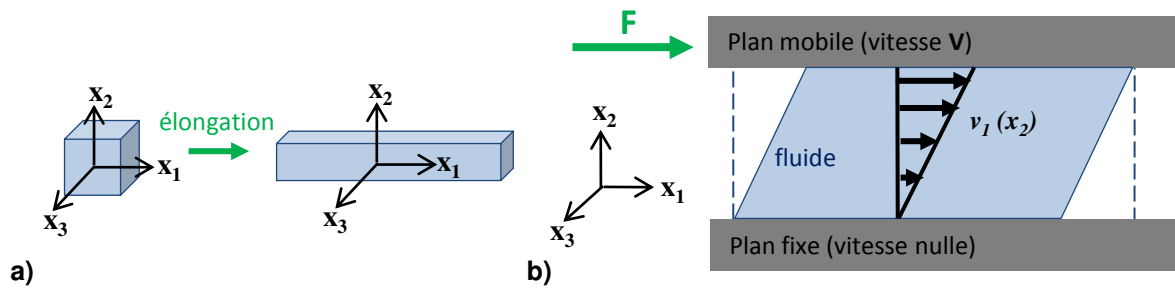 x2
élongation
x1
x3
x2
x1
x3
a)
F
Plan mobile (vitesse V)
x2
x1
x3
v1 (x2)
fluide
Plan fixe (vitesse nulle)
b)